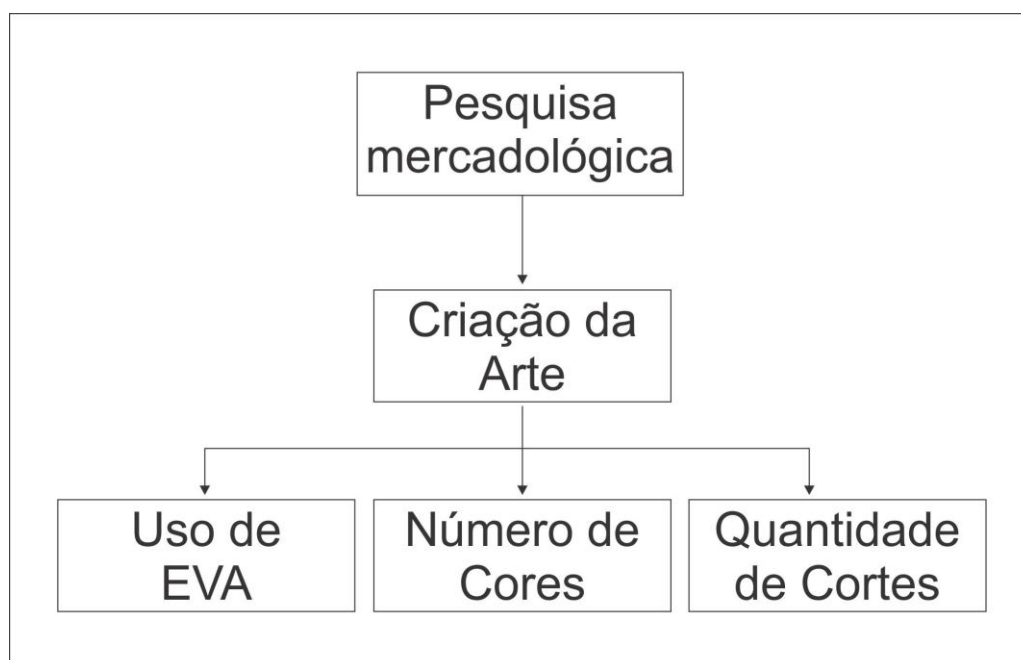 Pesquisa
mercadológica
Criação da
Arte
Uso de
EVA
Número de
Cores
Quantidade
de Cortes